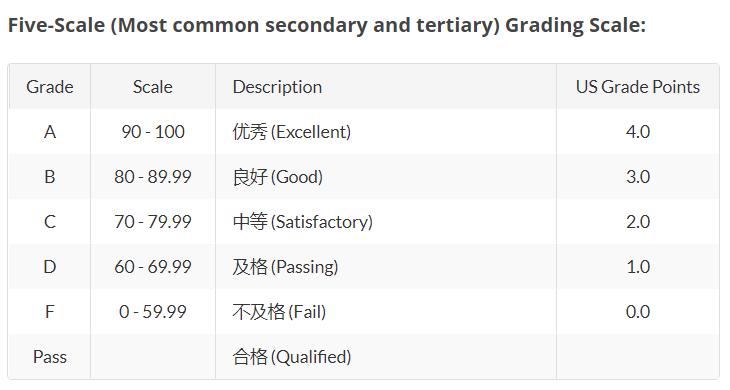 Five-Scale (Most common secondary and tertiary) Grading Scale:
Grade Scale Description US Grade Points
A 90 - 100 优秀 (Excellent) 4.0
B 80 - 89.99 良好 (Good) 3.0
C 70 - 79.99 中等 (Satisfactory) 2.0
D 60 - 69.99 及格 (Passing) 1.0
F 0 - 59.99 不及格 (Fail) 0.0
Pass 合格 (Qualified)